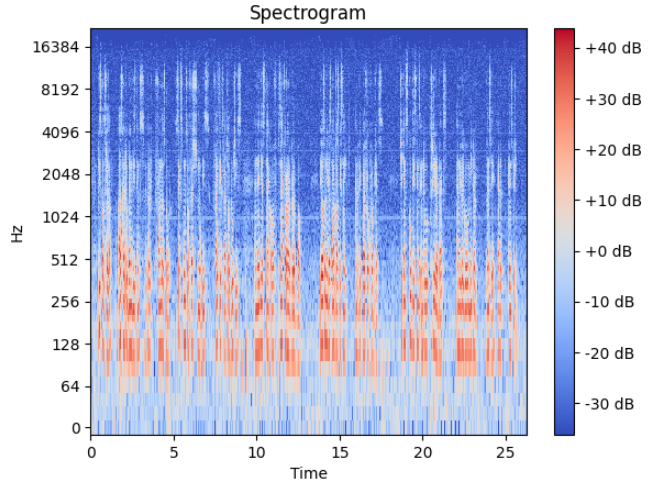 Spectrogram
Hz
16384
8192
4096
2048
1024
512
256
128
64
0
0
5
10
15
20
25
Time
+40 dB
+30 dB
+20 dB
+10 dB
+0 dB
-10 dB
-20 dB
-30 dB